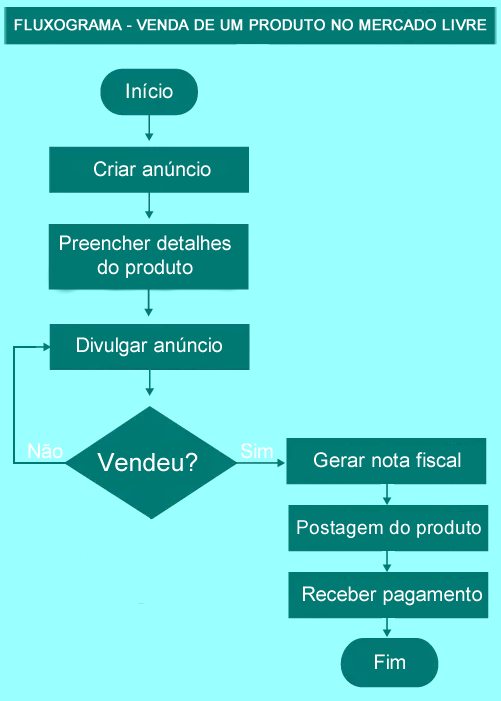 FLUXOGRAMA - VENDA DE UM PRODUTO NO MERCADO LIVRE
Início
Criar anúncio
Preencher detalhes
do produto
Divulgar anúncio
Não
Vendeu?
Sim
Gerar nota fiscal
Postagem do produto
Receber pagamento
Fim